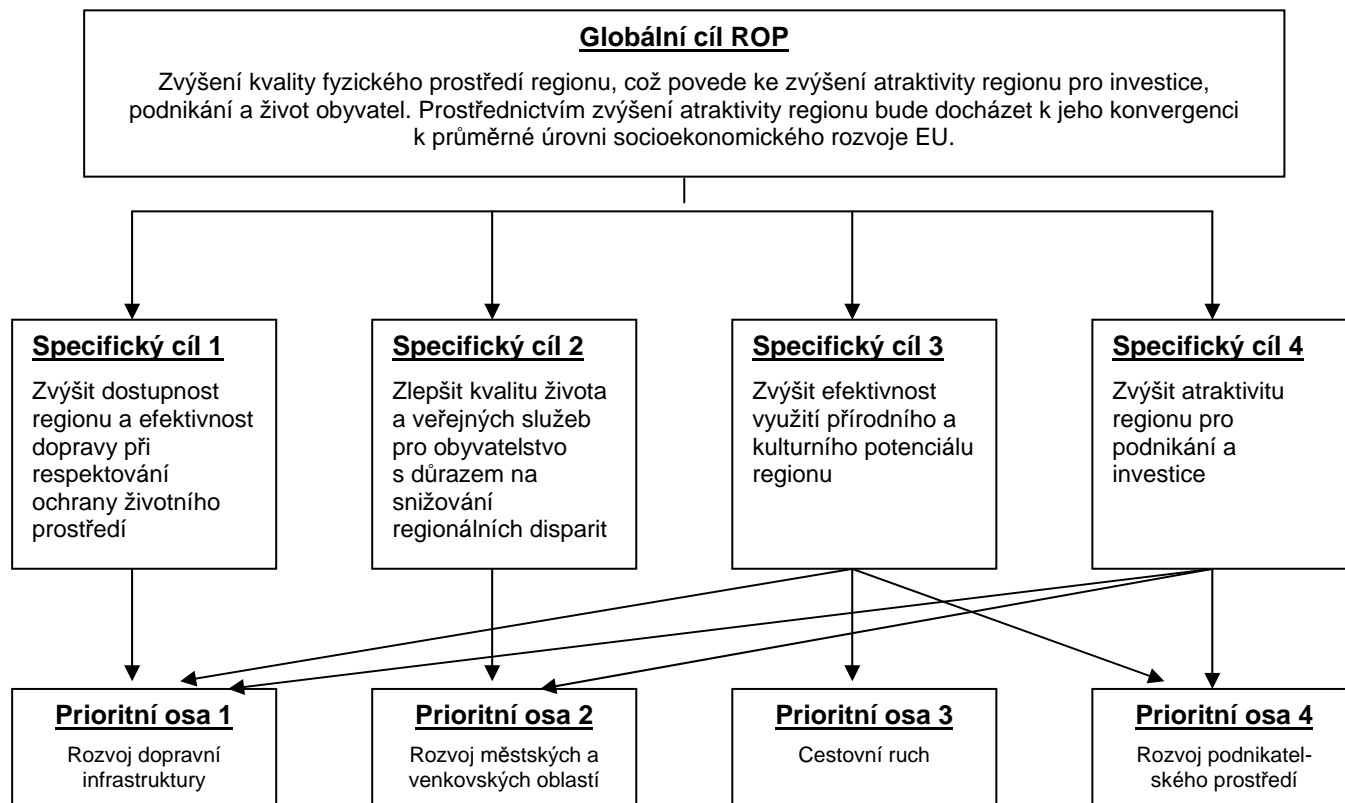 Globální cíl ROP
Zvýšení kvality fyzického prostředí regionu, což povede ke zvýšení atraktivity regionu pro investice,
podnikání a život obyvatel. Prostřednictvím zvýšení atraktivity regionu bude docházet k jeho konvergenci
k průměrné úrovni socioekonomického rozvoje EU.
Specifický cíl 1
Zvýšit dostupnost
regionu a efektivnost
dopravy při
respektování
ochrany životního
prostředí
Specifický cíl 2
Zlepšit kvalitu života
a veřejných služeb
pro obyvatelstvo
s důrazem na
snižování
regionálních disparit
Specifický cíl 3
Zvýšit efektivnost
využití přírodního a
kulturního potenciálu
regionu
Specifický cíl 4
Zvýšit atraktivitu
regionu pro
podnikání a
investice
Prioritní osa 1
Rozvoj dopravní
infrastruktury
Prioritní osa 2
Rozvoj městských a
venkovských oblastí
Prioritní osa 3
Cestovní ruch
Prioritní osa 4
Rozvoj podnikatel-
ského prostředí